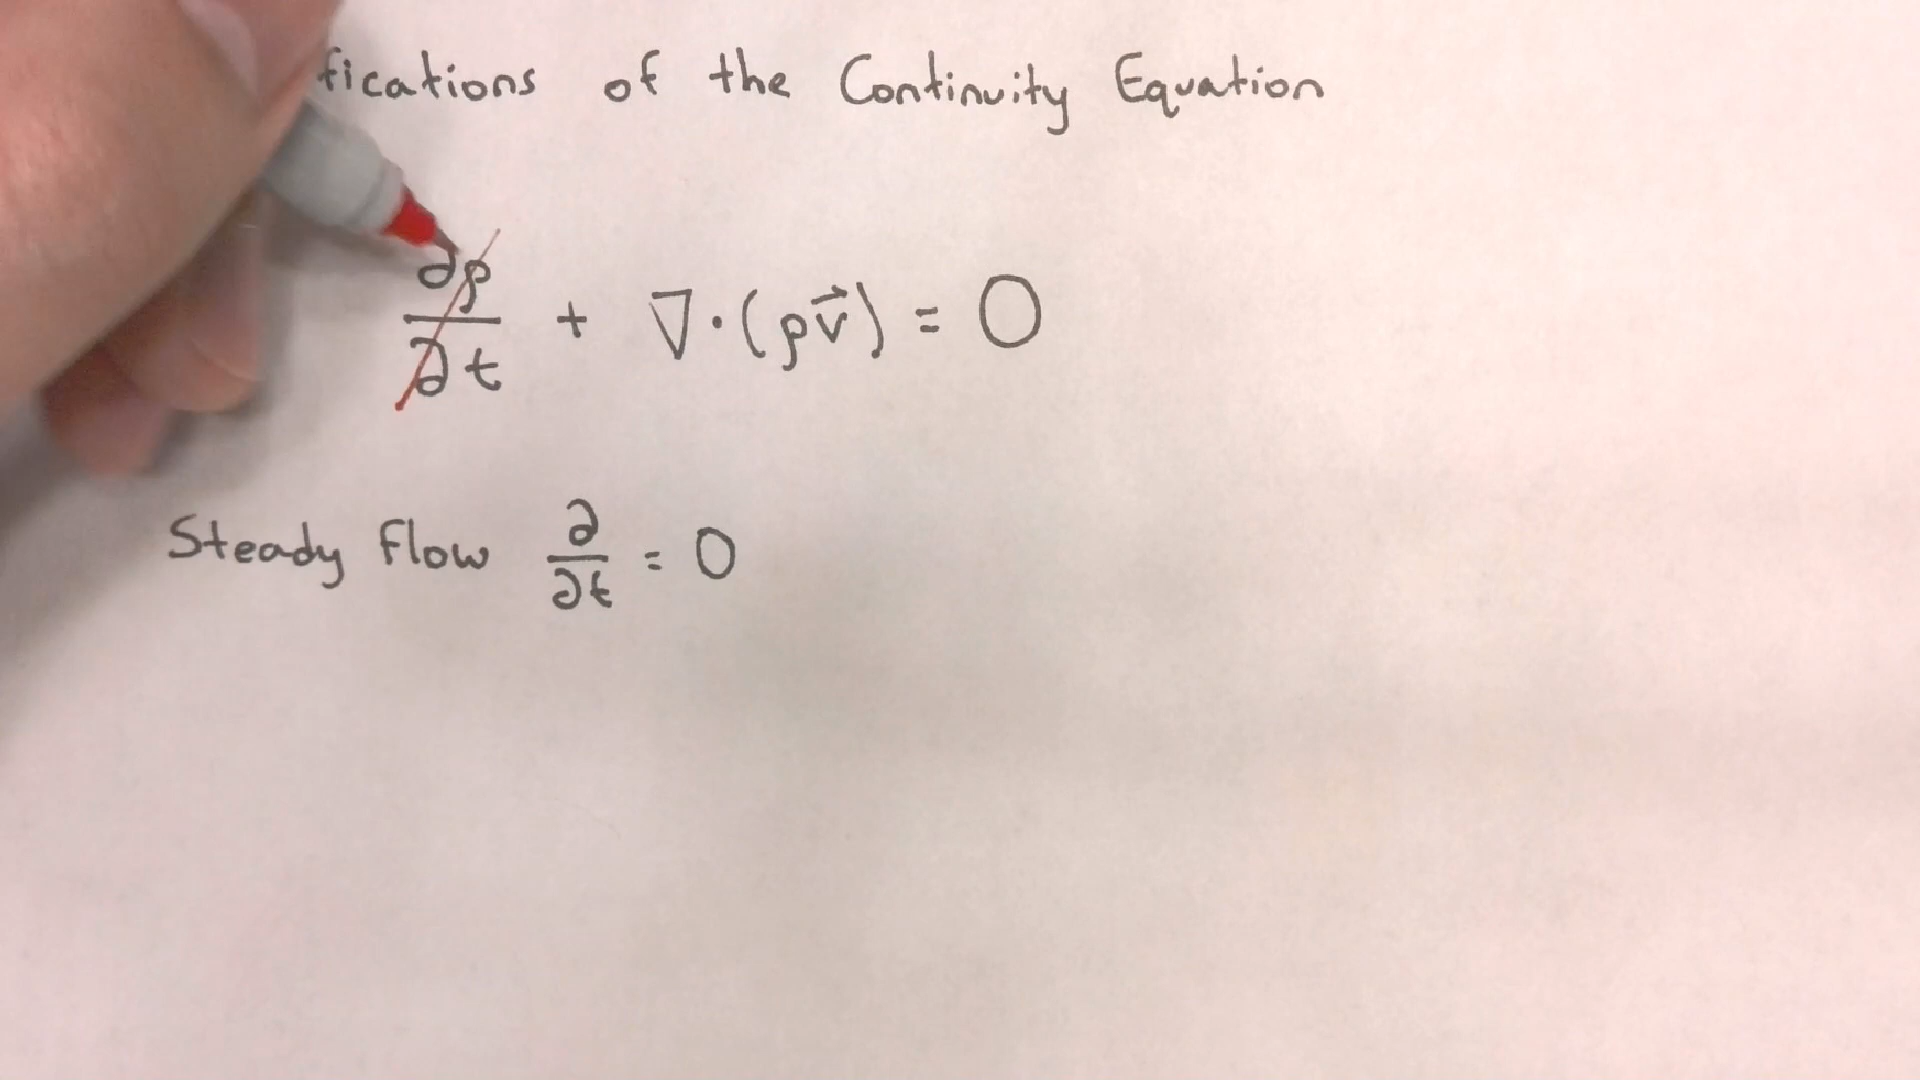 fications of the Continuity Equation
∂ρ/∂t + ∇·(ρv⃗) = 0
Steady Flow ∂/∂t = 0